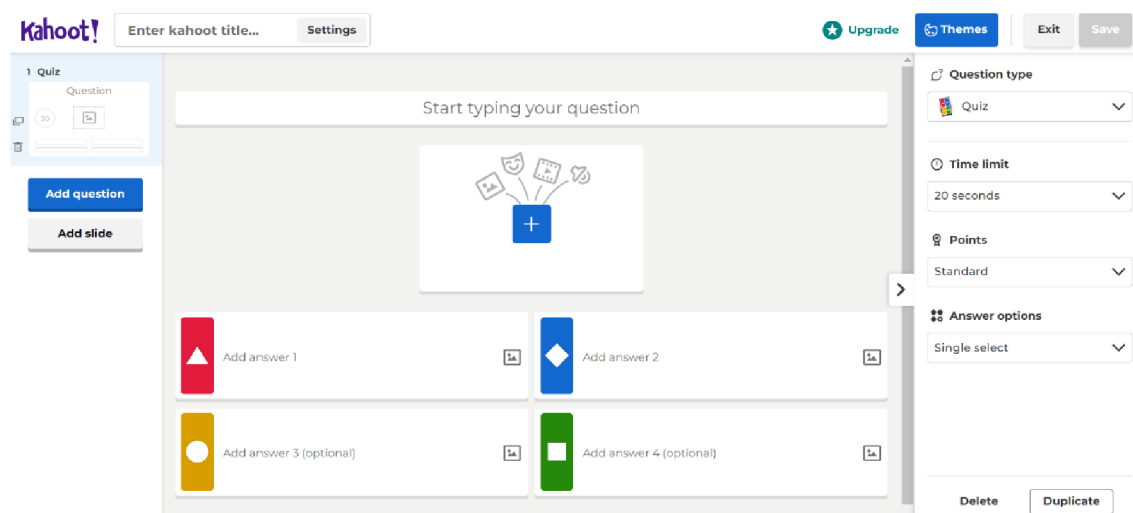 Kahoot! Enter kahoot title... Settings Upgrade Themes Exit Save
1 Quiz
Question
20
Add question
Add slide
Start typing your question
Add answer 1
Add answer 2
Add answer 3 (optional)
Add answer 4 (optional)
Question type
Quiz
Time limit
20 seconds
Points
Standard
Answer options
Single select
Delete Duplicate